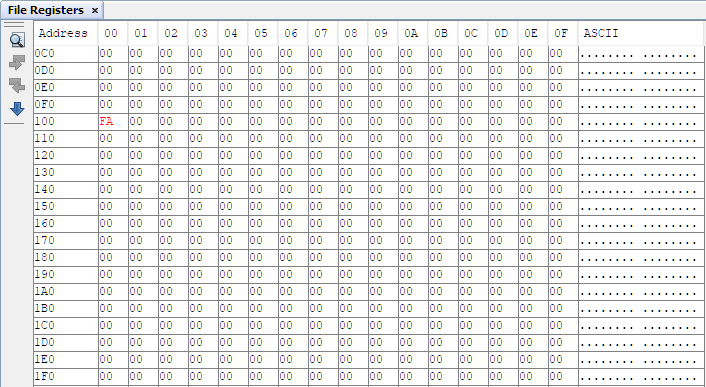 File Registers ×
Address 00 01 02 03 04 05 06 07 08 09 0A 0B 0C 0D 0E 0F ASCII
0C0 00 00 00 00 00 00 00 00 00 00 00 00 00 00 00 00 ........ ........
0D0 00 00 00 00 00 00 00 00 00 00 00 00 00 00 00 00 ........ ........
0E0 00 00 00 00 00 00 00 00 00 00 00 00 00 00 00 00 ........ ........
0F0 00 00 00 00 00 00 00 00 00 00 00 00 00 00 00 00 ........ ........
100 FA 00 00 00 00 00 00 00 00 00 00 00 00 00 00 00 ........ ........
110 00 00 00 00 00 00 00 00 00 00 00 00 00 00 00 00 ........ ........
120 00 00 00 00 00 00 00 00 00 00 00 00 00 00 00 00 ........ ........
130 00 00 00 00 00 00 00 00 00 00 00 00 00 00 00 00 ........ ........
140 00 00 00 00 00 00 00 00 00 00 00 00 00 00 00 00 ........ ........
150 00 00 00 00 00 00 00 00 00 00 00 00 00 00 00 00 ........ ........
160 00 00 00 00 00 00 00 00 00 00 00 00 00 00 00 00 ........ ........
170 00 00 00 00 00 00 00 00 00 00 00 00 00 00 00 00 ........ ........
180 00 00 00 00 00 00 00 00 00 00 00 00 00 00 00 00 ........ ........
190 00 00 00 00 00 00 00 00 00 00 00 00 00 00 00 00 ........ ........
1A0 00 00 00 00 00 00 00 00 00 00 00 00 00 00 00 00 ........ ........
1B0 00 00 00 00 00 00 00 00 00 00 00 00 00 00 00 00 ........ ........
1C0 00 00 00 00 00 00 00 00 00 00 00 00 00 00 00 00 ........ ........
1D0 00 00 00 00 00 00 00 00 00 00 00 00 00 00 00 00 ........ ........
1E0 00 00 00 00 00 00 00 00 00 00 00 00 00 00 00 00 ........ ........
1F0 00 00 00 00 00 00 00 00 00 00 00 00 00 00 00 00 ........ ........